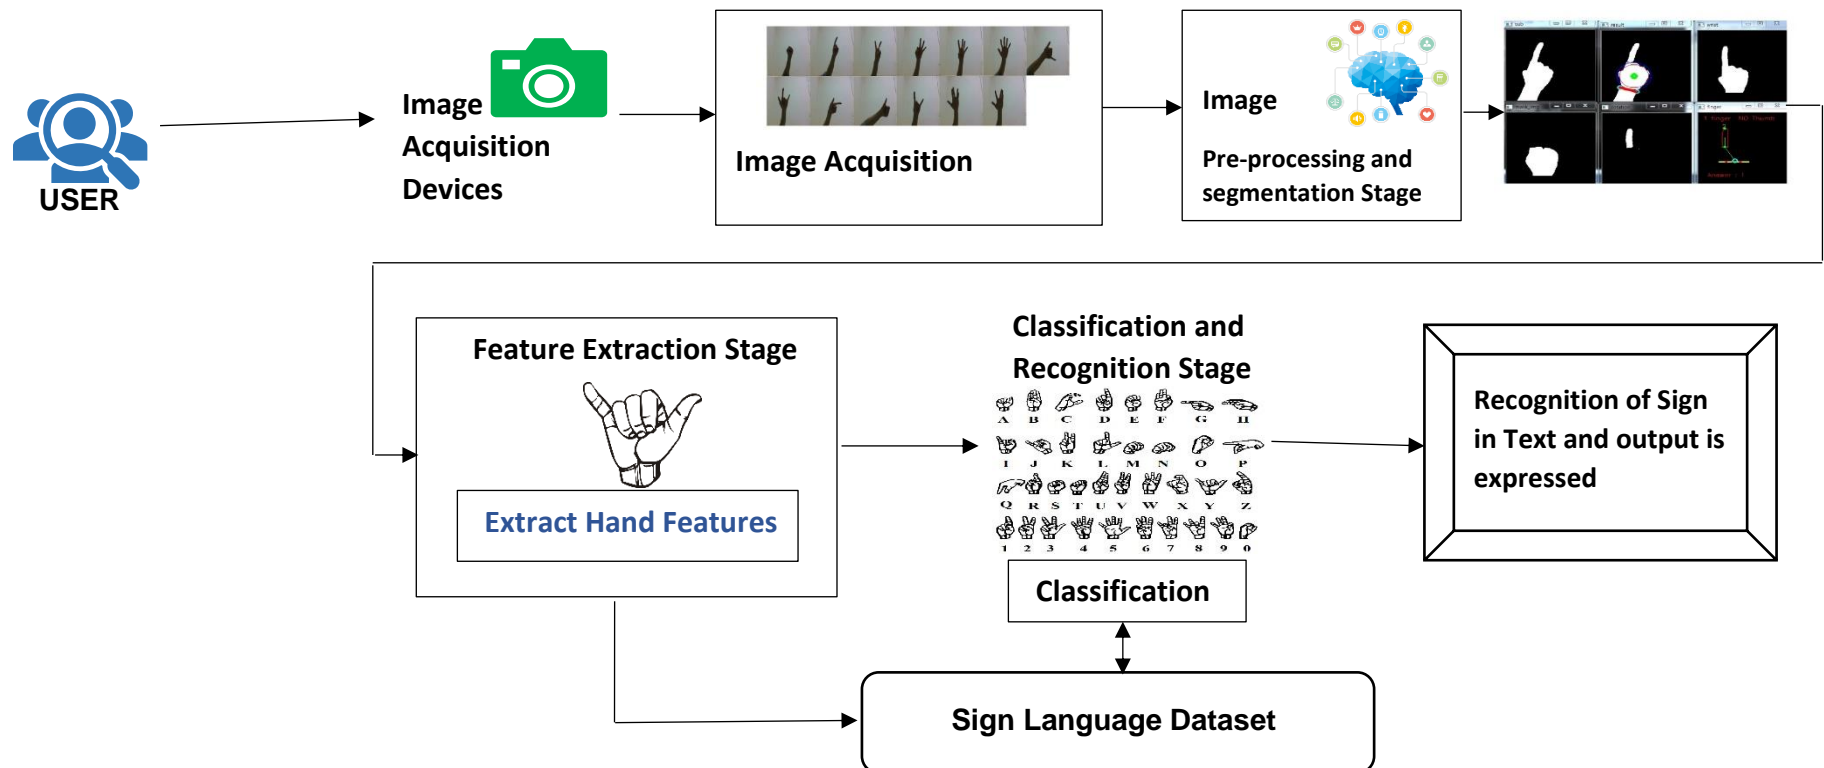 USER
Image
Acquisition
Devices
Image Acquisition
Image
Pre-processing and
segmentation Stage
result
finger
Feature Extraction Stage
Extract Hand Features
Classification and
Recognition Stage
A B C D E F G H
I J K L M N O P
Q R S T U V W X Y Z
1 2 3 4 5 6 7 8 9 0
Classification
Recognition of Sign
in Text and output is
expressed
Sign Language Dataset